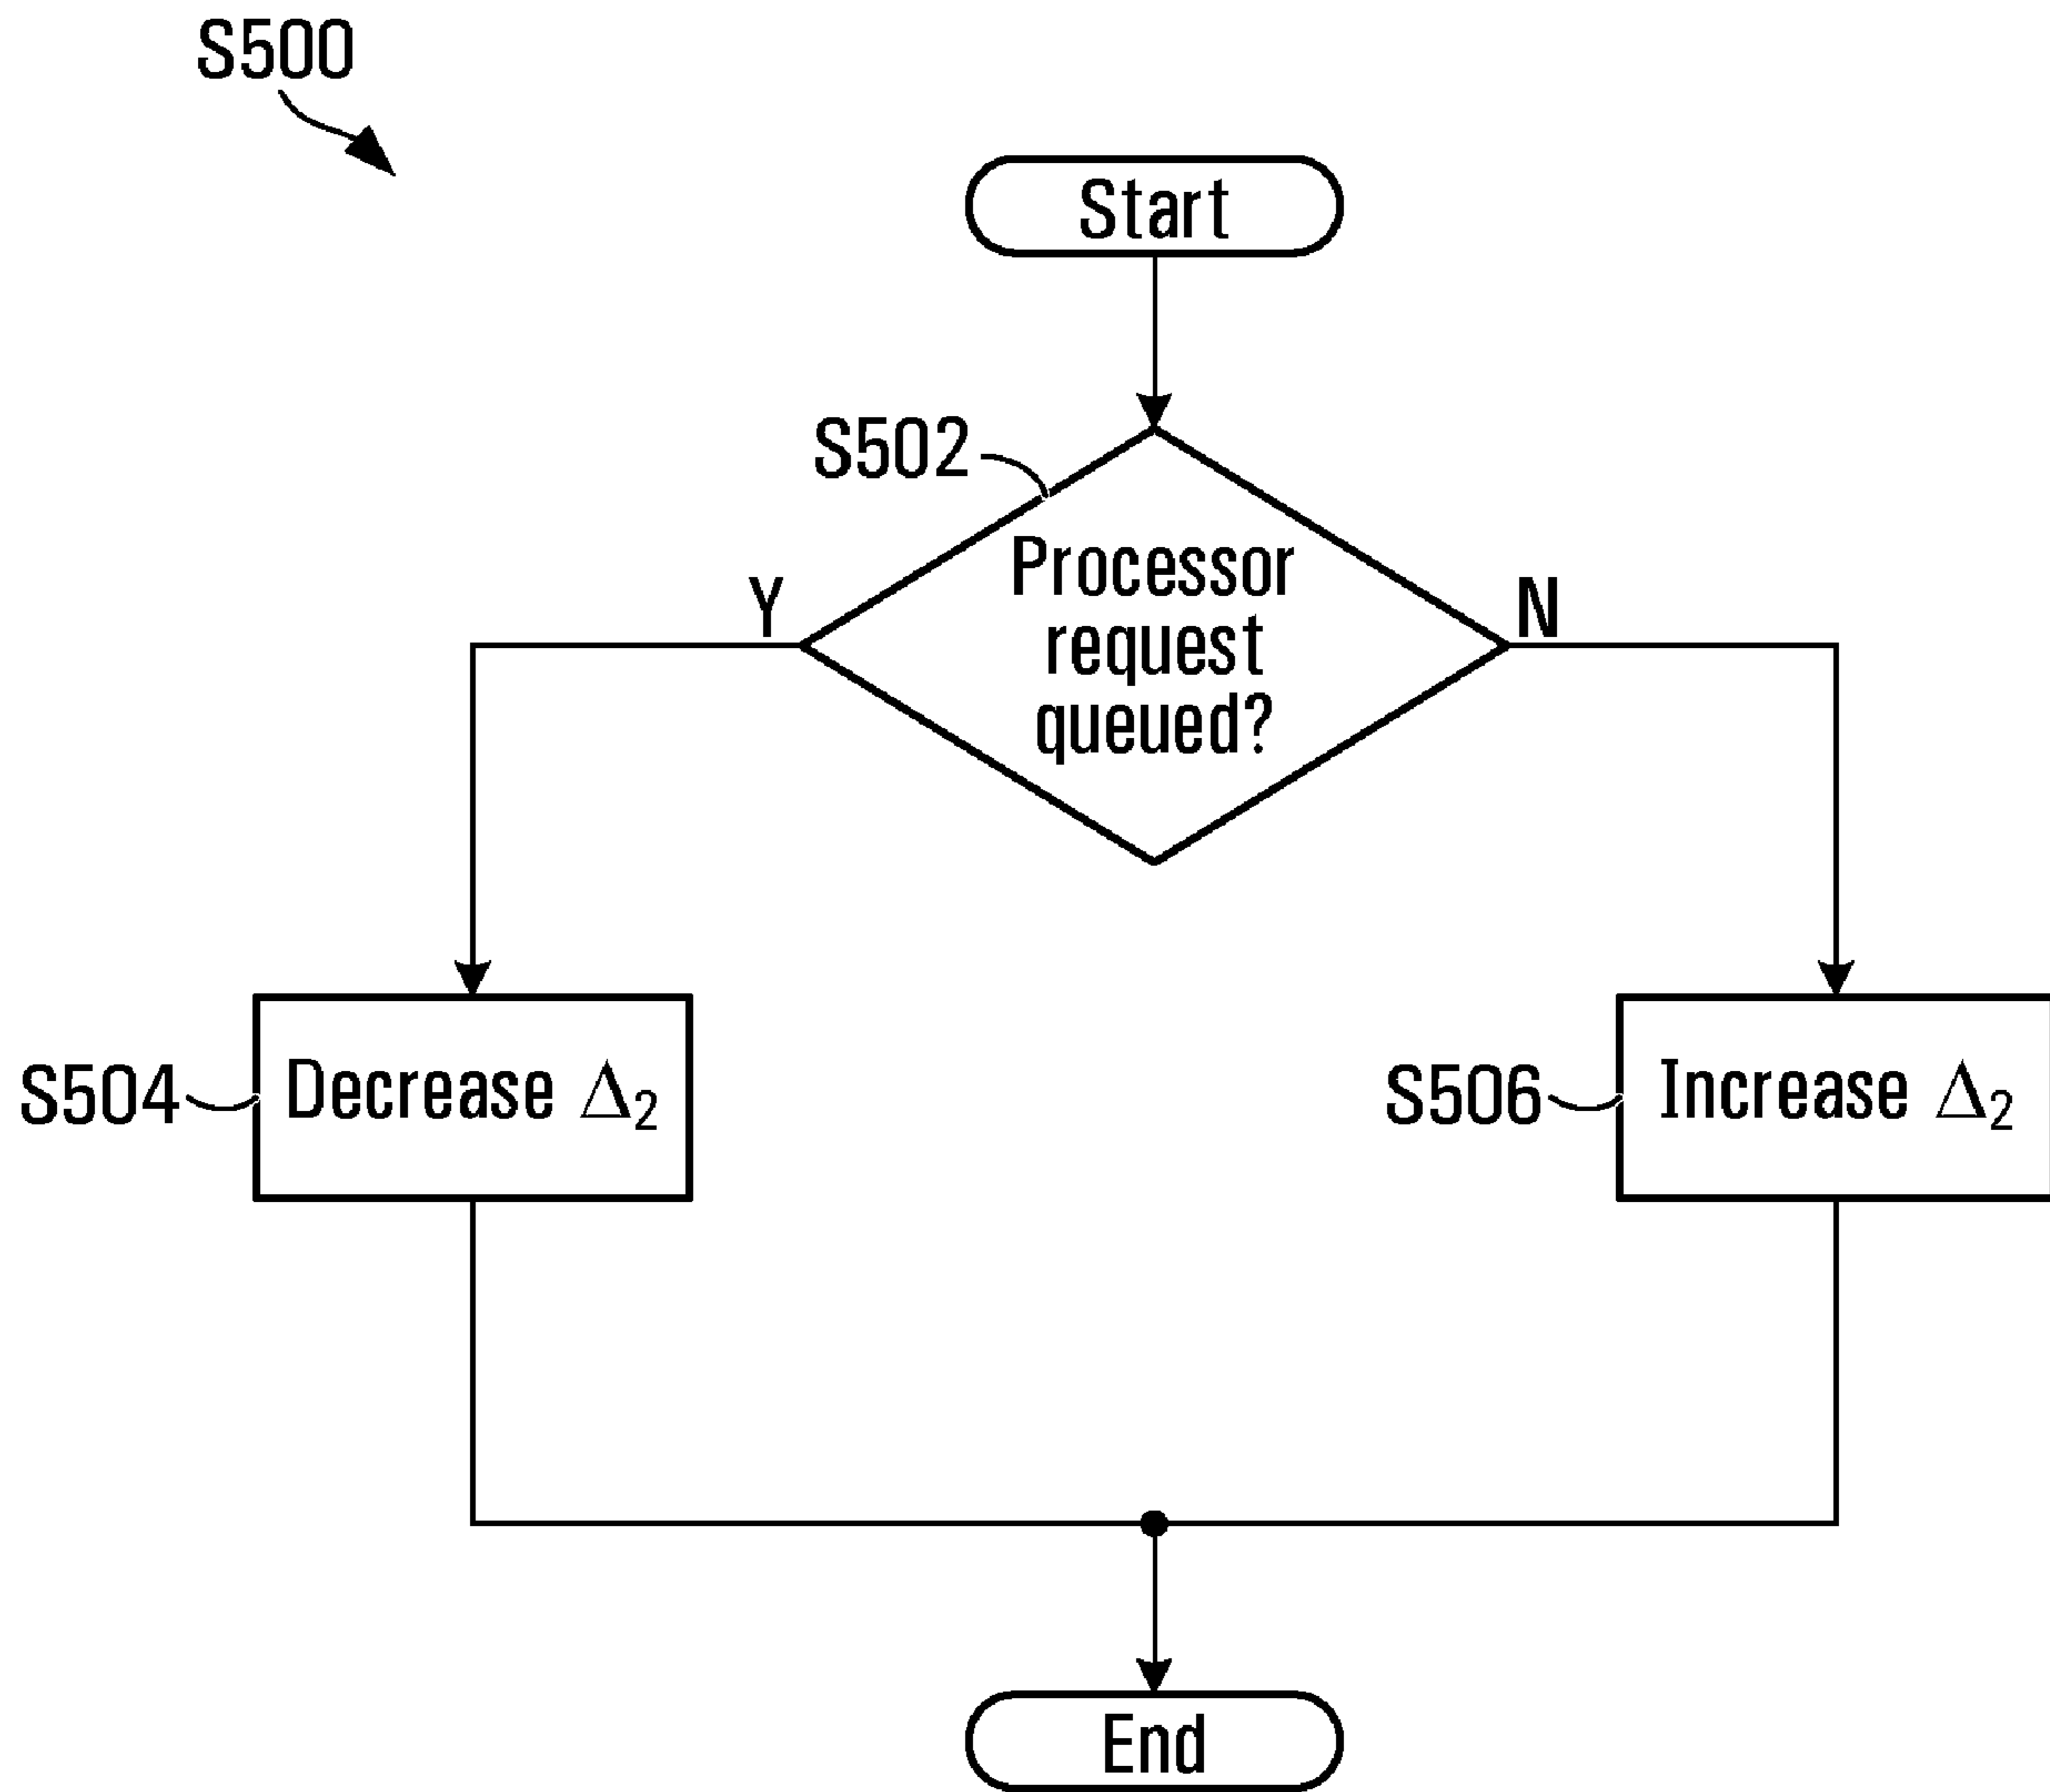 S500
Start
S502
Processor
request
queued?
Y
N
S504
Decrease Δ₂
S506
Increase Δ₂
End